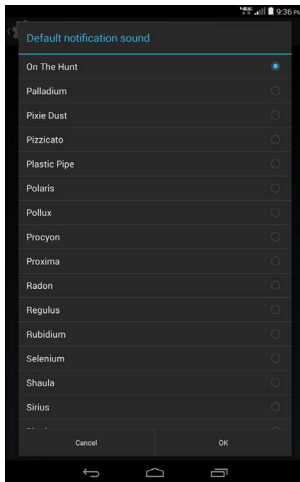 9:36 PM
Default notification sound
On The Hunt
Palladium
Pixie Dust
Pizzicato
Plastic Pipe
Polaris
Pollux
Procyon
Proxima
Radon
Regulus
Rubidium
Selenium
Shaula
Sirius
Cancel
OK